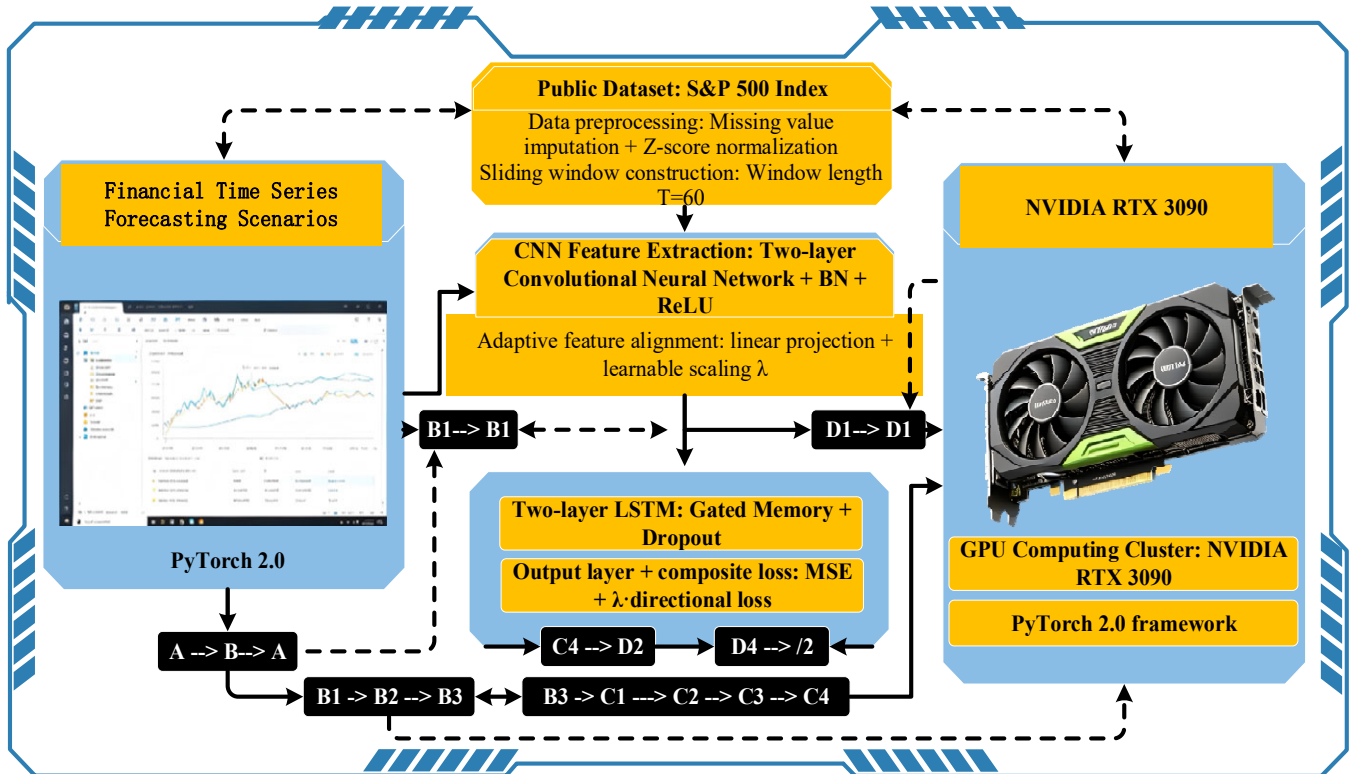 Public Dataset: S&P 500 Index
Data preprocessing: Missing value
imputation + Z-score normalization
Sliding window construction: Window length
T=60
Financial Time Series
Forecasting Scenarios
PyTorch 2.0
NVIDIA RTX 3090
CNN Feature Extraction: Two-layer
Convolutional Neural Network + BN +
ReLU
Adaptive feature alignment: linear projection +
learnable scaling λ
B1--> B1
D1--> D1
Two-layer LSTM: Gated Memory +
Dropout
Output layer + composite loss: MSE
+ λ·directional loss
GPU Computing Cluster: NVIDIA
RTX 3090
PyTorch 2.0 framework
A --> B--> A
C4 --> D2
D4 --> /2
B1 -> B2 --> B3
B3 -> C1 ---> C2 --> C3 --> C4